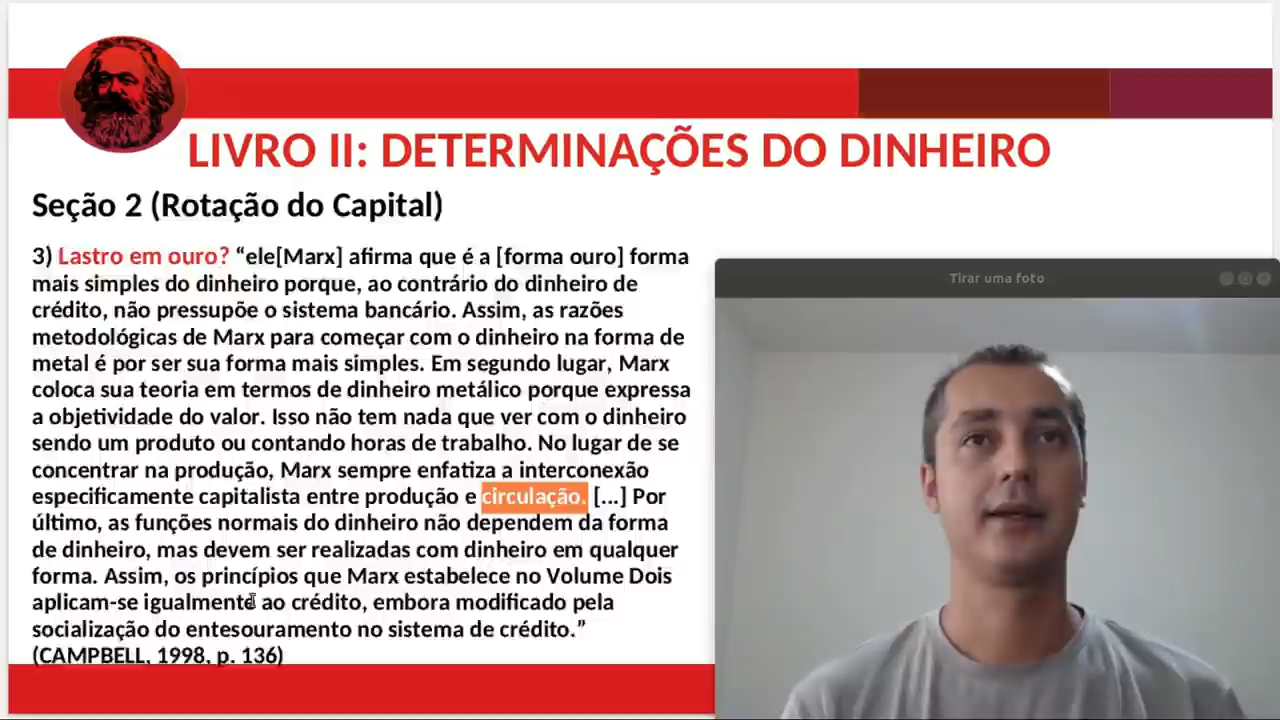 LIVRO II: DETERMINAÇÕES DO DINHEIRO
Seção 2 (Rotação do Capital)
3) Lastro em ouro? “ele[Marx] afirma que é a [forma ouro] forma
mais simples do dinheiro porque, ao contrário do dinheiro de
crédito, não pressupõe o sistema bancário. Assim, as razões
metodológicas de Marx para começar com o dinheiro na forma de
metal é por ser sua forma mais simples. Em segundo lugar, Marx
coloca sua teoria em termos de dinheiro metálico porque expressa
a objetividade do valor. Isso não tem nada que ver com o dinheiro
sendo um produto ou contando horas de trabalho. No lugar de se
concentrar na produção, Marx sempre enfatiza a interconexão
especificamente capitalista entre produção e circulação. [...] Por
último, as funções normais do dinheiro não dependem da forma
de dinheiro, mas devem ser realizadas com dinheiro em qualquer
forma. Assim, os princípios que Marx estabelece no Volume Dois
aplicam-se igualmente ao crédito, embora modificado pela
socialização do entesouramento no sistema de crédito.”
(CAMPBELL, 1998, p. 136)
Tirar uma foto